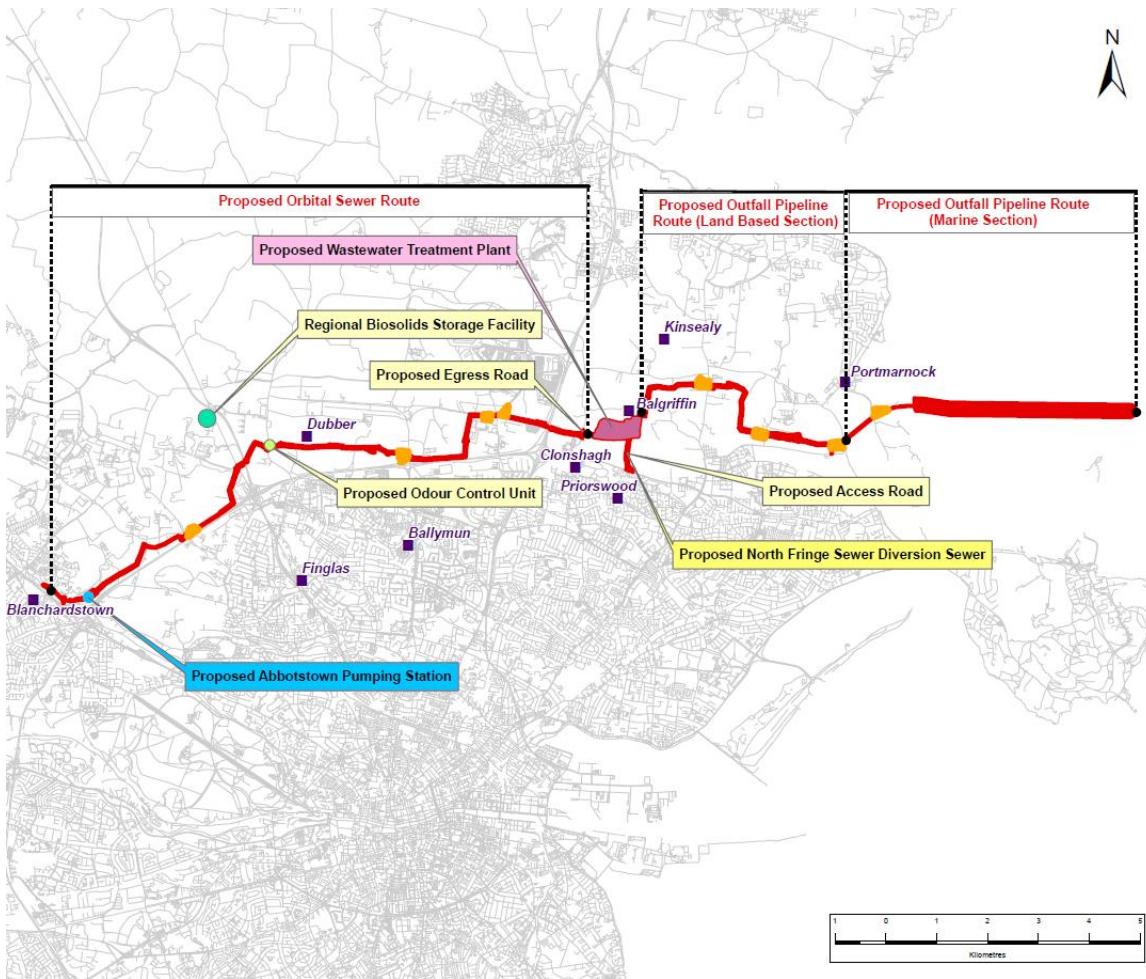 N
Proposed Orbital Sewer Route
Proposed Outfall Pipeline
Route (Land Based Section)
Proposed Outfall Pipeline Route
(Marine Section)
Proposed Wastewater Treatment Plant
Regional Biosolids Storage Facility
Kinsealy
Proposed Egress Road
Portmarnock
Balgriffin
Dubber
Clonshagh
Proposed Odour Control Unit
Priorswood
Proposed Access Road
Ballymun
Proposed North Fringe Sewer Diversion Sewer
Finglas
Blanchardstown
Proposed Abbotstown Pumping Station
1 0 1 2 3 4 5
Kilometres